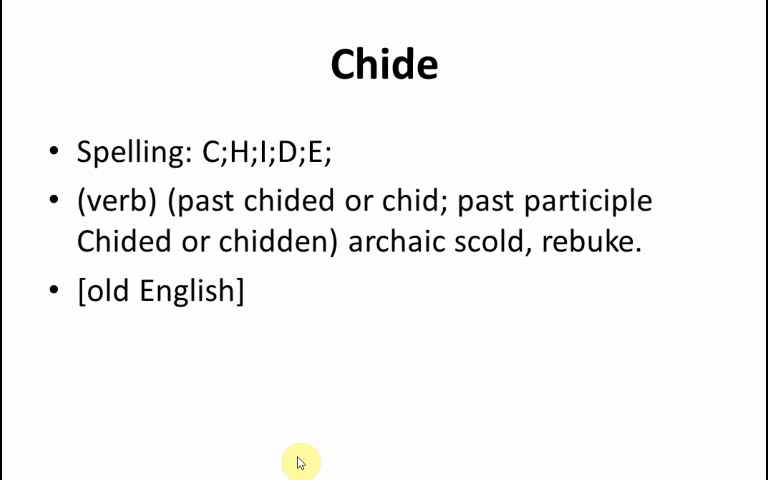 Chide
• Spelling: C;H;I;D;E;
• (verb) (past chided or chid; past participle
Chided or chidden) archaic scold, rebuke.
• [old English]